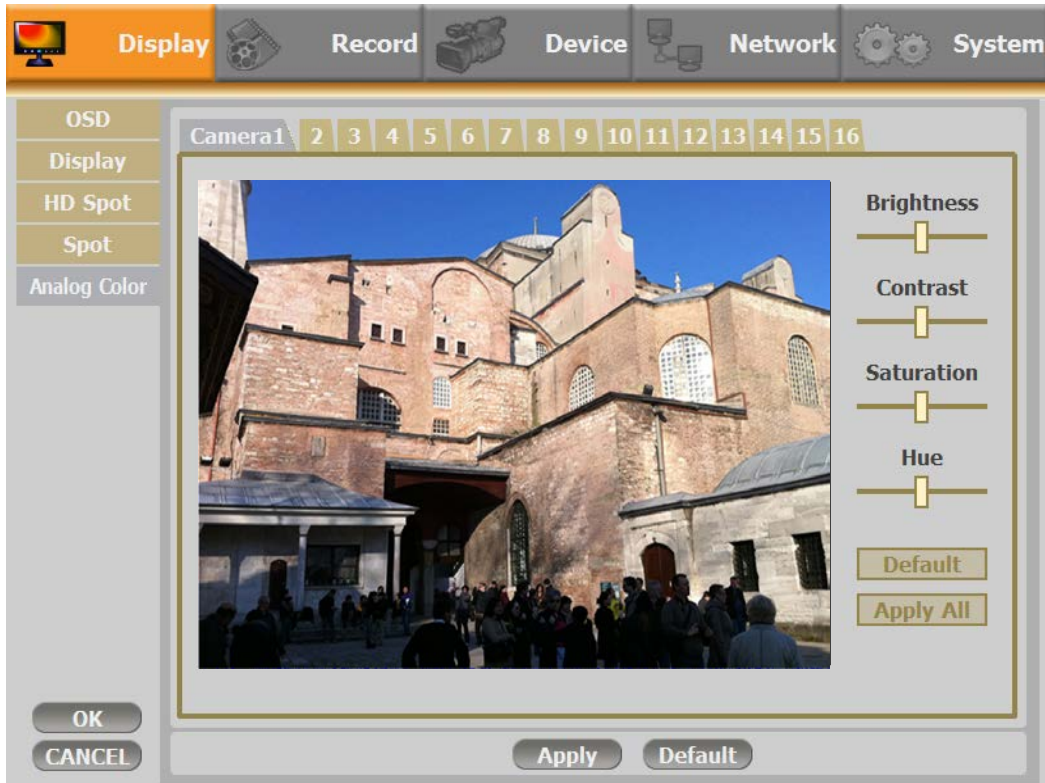 Display Record Device Network System
OSD
Display
HD Spot
Spot
Analog Color
Camera1 2 3 4 5 6 7 8 9 10 11 12 13 14 15 16
Brightness
Contrast
Saturation
Hue
Default
Apply All
OK
CANCEL
Apply Default